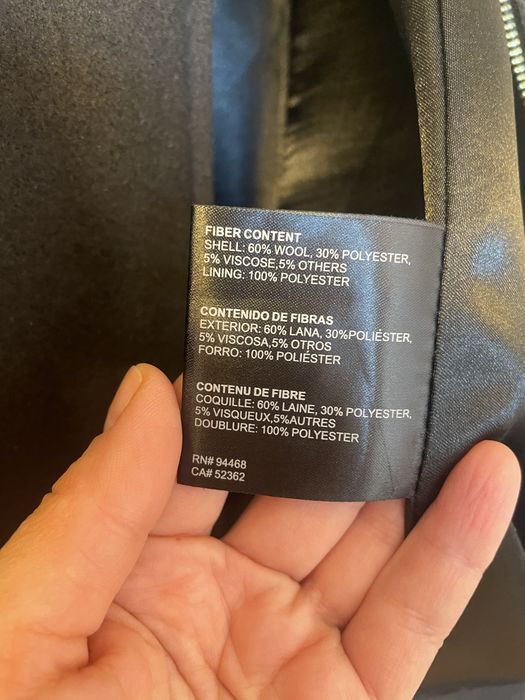 FIBER CONTENT
SHELL: 60% WOOL, 30% POLYESTER,
5% VISCOSE,5% OTHERS
LINING: 100% POLYESTER
CONTENIDO DE FIBRAS
EXTERIOR: 60% LANA, 30%POLIÉSTER,
5% VISCOSA,5% OTROS
FORRO: 100% POLIÉSTER
CONTENU DE FIBRE
COQUILLE: 60% LAINE, 30% POLYESTER,
5% VISQUEUX,5%AUTRES
DOUBLURE: 100% POLYESTER
RN# 94468
CA# 52362